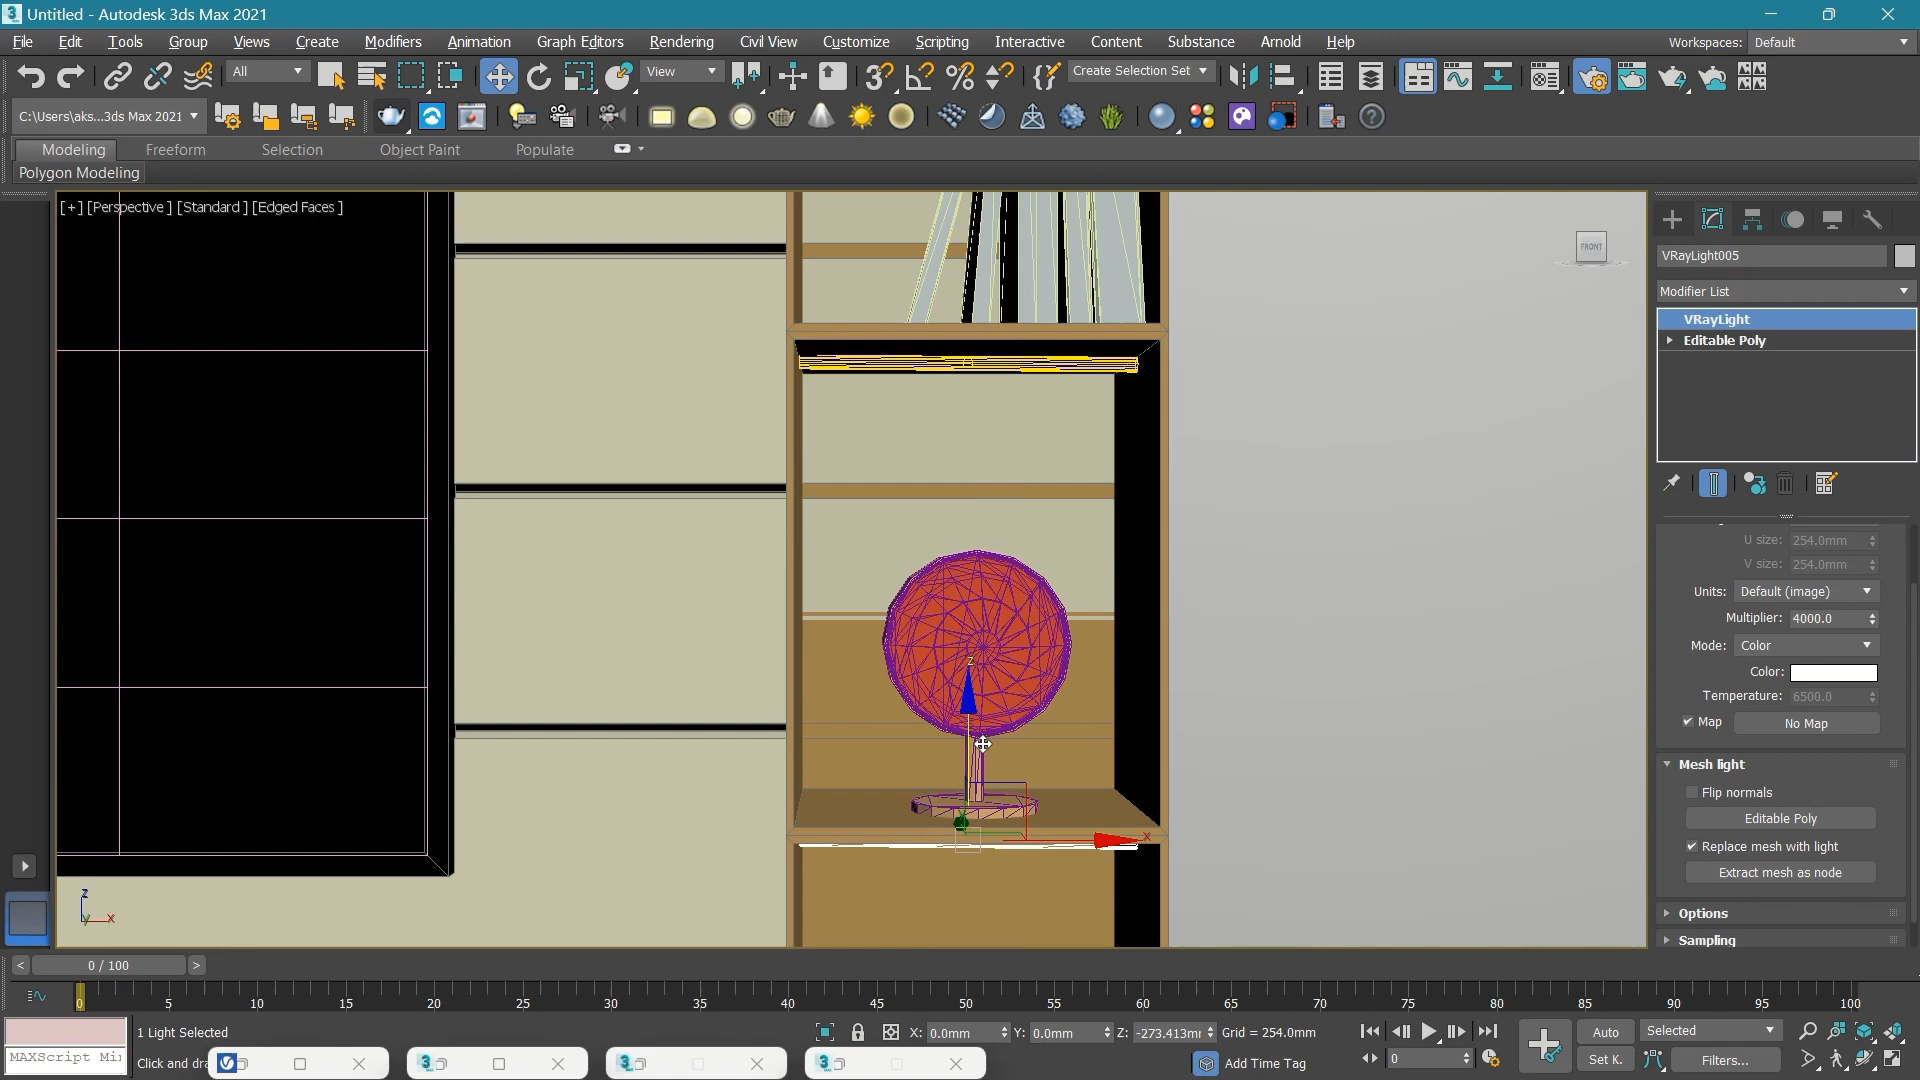 Untitled - Autodesk 3ds Max 2021
File Edit Tools Group Views Create Modifiers Animation Graph Editors Rendering Civil View Customize Scripting Interactive Content Substance Arnold Help Workspaces: Default
All View Create Selection Set
C:\Users\aks...3ds Max 2021
Modeling Freeform Selection Object Paint Populate
Polygon Modeling
[+] [Perspective ] [Standard ] [Edged Faces ]
FRONT
VRayLight005
Modifier List
VRayLight
Editable Poly
U size: 254.0mm
V size: 254.0mm
Units: Default (image)
Multiplier: 4000.0
Mode: Color
Color:
Temperature: 6500.0
Map No Map
Mesh light
Flip normals
Editable Poly
Replace mesh with light
Extract mesh as node
Options
Sampling
z
x
z
y x
< 0 / 100 >
0 5 10 15 20 25 30 35 40 45 50 55 60 65 70 75 80 85 90 95 100
1 Light Selected X: 0.0mm Y: 0.0mm Z: -273.413mr Grid = 254.0mm Auto Selected
MAXScript Mi Click and dra Add Time Tag 0 Set K. Filters...